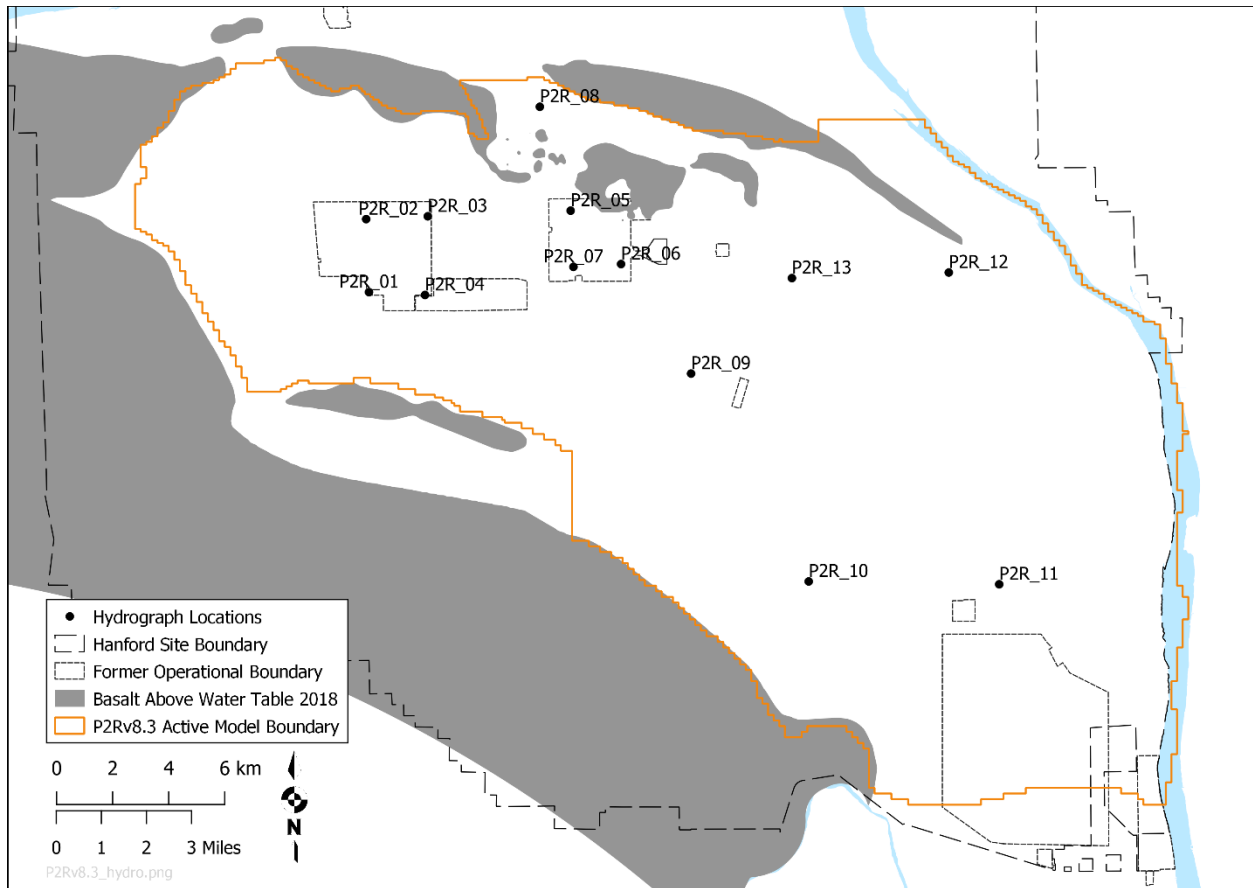 P2R_08
P2R_02
P2R_03
P2R_05
P2R_07
P2R_06
P2R_01
P2R_04
P2R_13
P2R_12
P2R_09
P2R_10
P2R_11
Hydrograph Locations
Hanford Site Boundary
Former Operational Boundary
Basalt Above Water Table 2018
P2Rv8.3 Active Model Boundary
0 2 4 6 km
0 1 2 3 Miles
N
P2Rv8.3_hydro.png